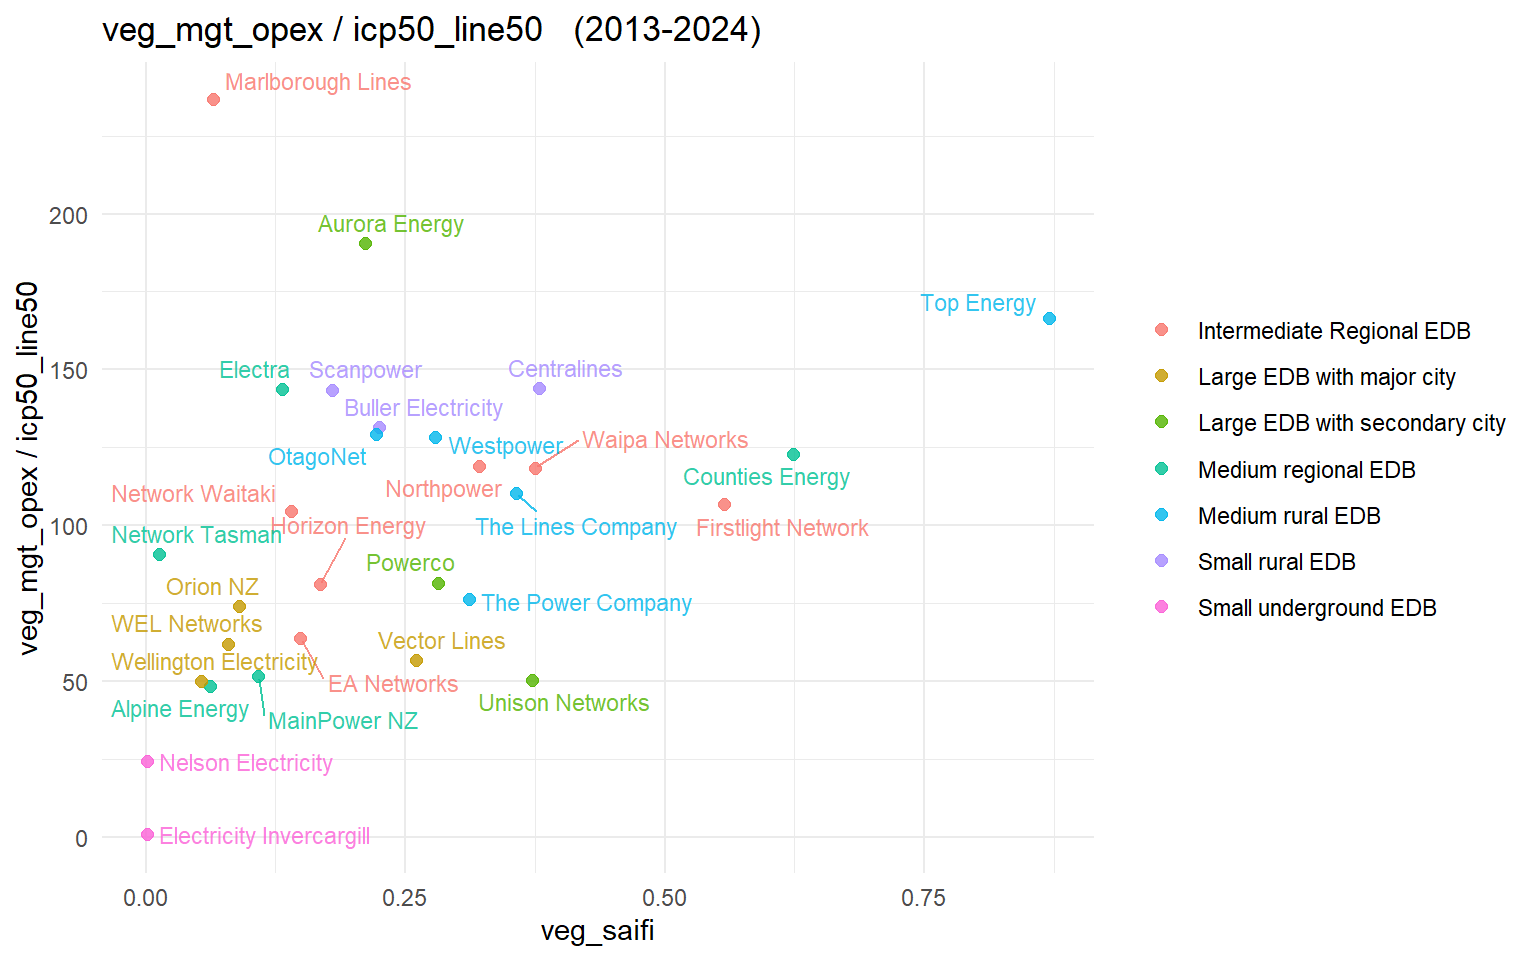 veg_mgt_opex / icp50_line50   (2013-2024)
Marlborough Lines
Aurora Energy
Top Energy
Electra
Scanpower
Centralines
Buller Electricity
Westpower
Waipa Networks
OtagoNet
Counties Energy
Network Waitaki
Northpower
Horizon Energy
The Lines Company
Firstlight Network
Network Tasman
Powerco
Orion NZ
The Power Company
WEL Networks
Vector Lines
Wellington Electricity
EA Networks
Unison Networks
Alpine Energy
MainPower NZ
Nelson Electricity
Electricity Invercargill
veg_mgt_opex / icp50_line50
200
150
100
50
0
0.00
0.25
0.50
0.75
veg_saifi
Intermediate Regional EDB
Large EDB with major city
Large EDB with secondary city
Medium regional EDB
Medium rural EDB
Small rural EDB
Small underground EDB